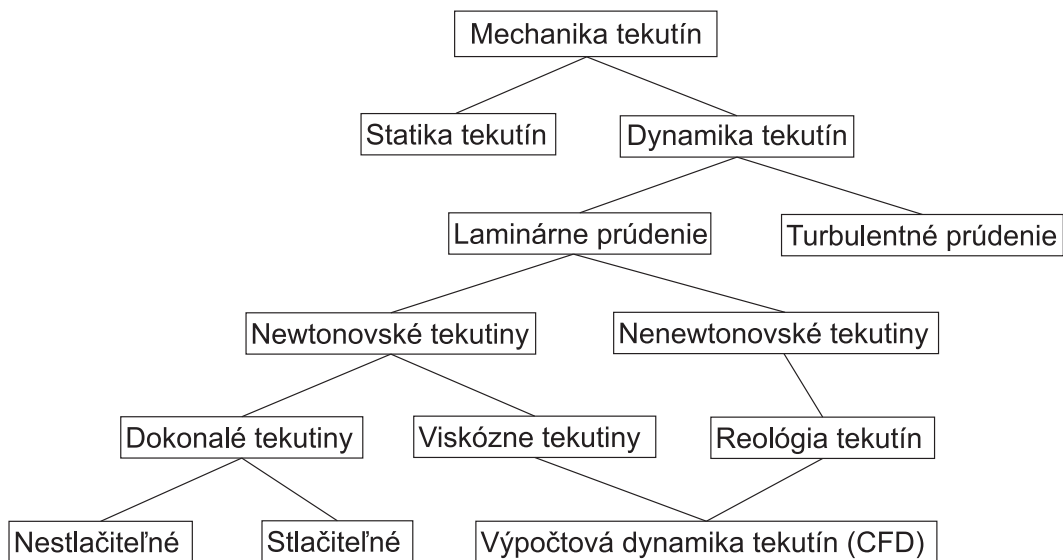 Mechanika tekutín
Statika tekutín
Dynamika tekutín
Laminárne prúdenie
Turbulentné prúdenie
Newtonovské tekutiny
Nenewtonovské tekutiny
Dokonalé tekutiny
Viskózne tekutiny
Reológia tekutín
Nestlačiteľné
Stlačiteľné
Výpočtová dynamika tekutín (CFD)